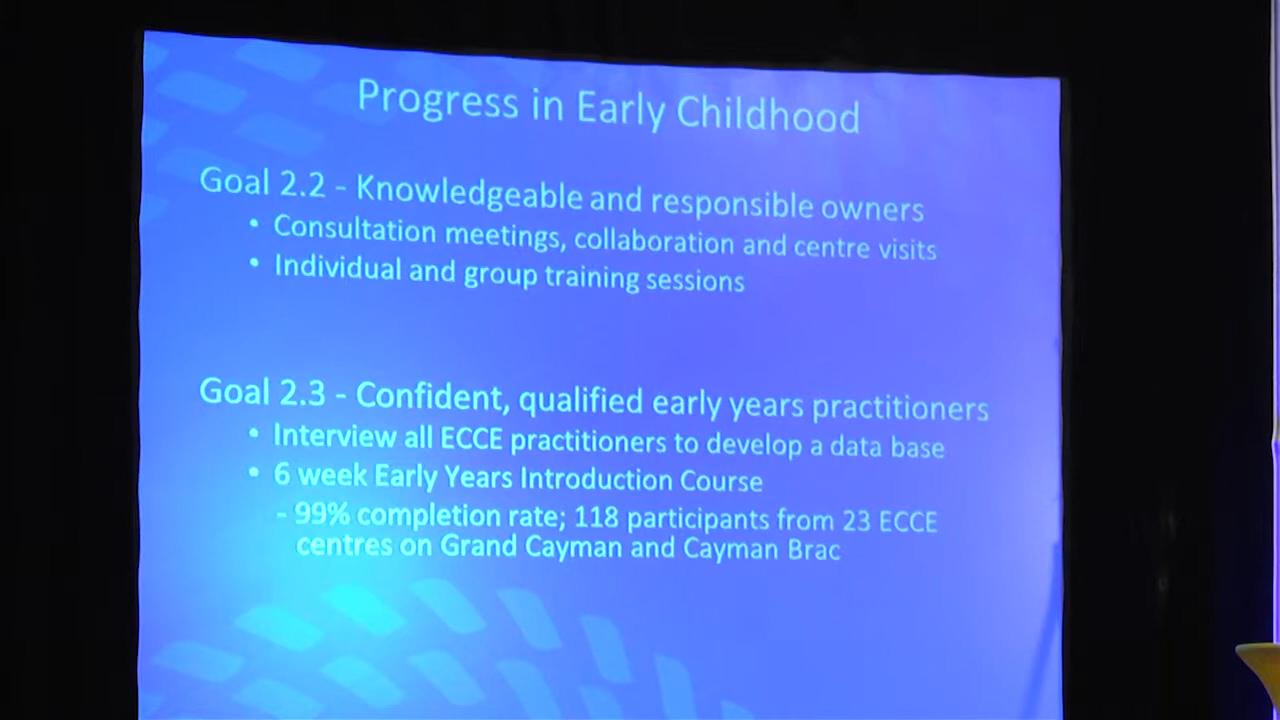 Progress in Early Childhood
Goal 2.2 - Knowledgeable and responsible owners
• Consultation meetings, collaboration and centre visits
• Individual and group training sessions
Goal 2.3 - Confident, qualified early years practitioners
• Interview all ECCE practitioners to develop a data base
• 6 week Early Years Introduction Course
- 99% completion rate; 118 participants from 23 ECCE
centres on Grand Cayman and Cayman Brac